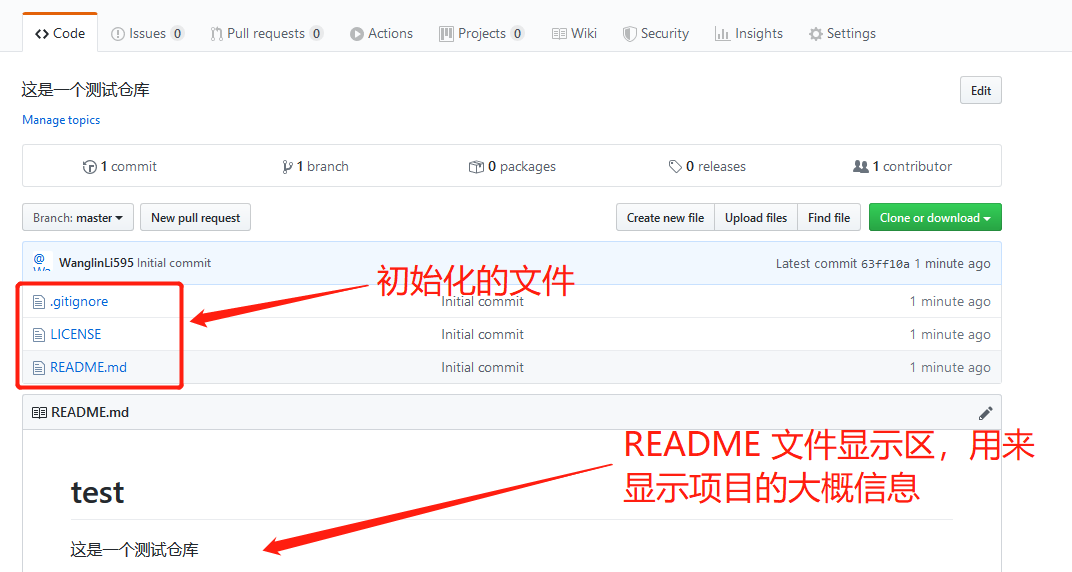 Code Issues 0 Pull requests 0 Actions Projects 0 Wiki Security Insights Settings
这是一个测试仓库 Edit
Manage topics
1 commit 1 branch 0 packages 0 releases 1 contributor
Branch: master New pull request Create new file Upload files Find file Clone or download
WanglinLi595 Initial commit Latest commit 63ff10a 1 minute ago
初始化的文件
.gitignore Initial commit 1 minute ago
LICENSE Initial commit 1 minute ago
README.md Initial commit 1 minute ago
README.md
README 文件显示区，用来
显示项目的大概信息
test
这是一个测试仓库